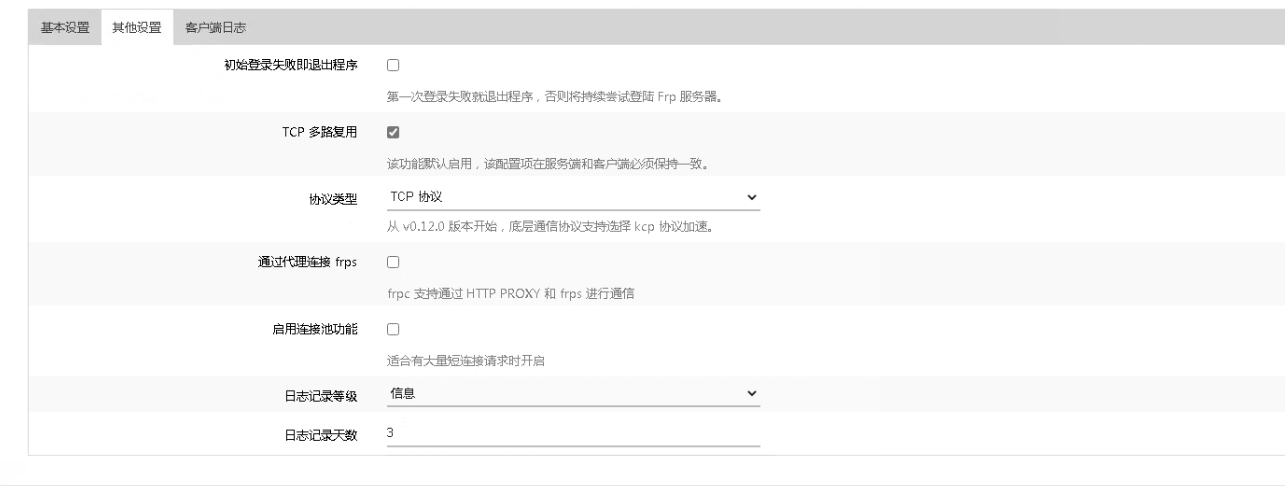 基本设置 其他设置 客户端日志
初始登录失败即退出程序
第一次登录失败就退出程序，否则将持续尝试登陆 Frp 服务器。
TCP 多路复用
该功能默认启用，该配置项在服务端和客户端必须保持一致。
协议类型 TCP 协议
从 v0.12.0 版本开始，底层通信协议支持选择 kcp 协议加速。
通过代理连接 frps
frpc 支持通过 HTTP PROXY 和 frps 进行通信
启用连接池功能
适合有大量短连接请求时开启
日志记录等级 信息
日志记录天数 3